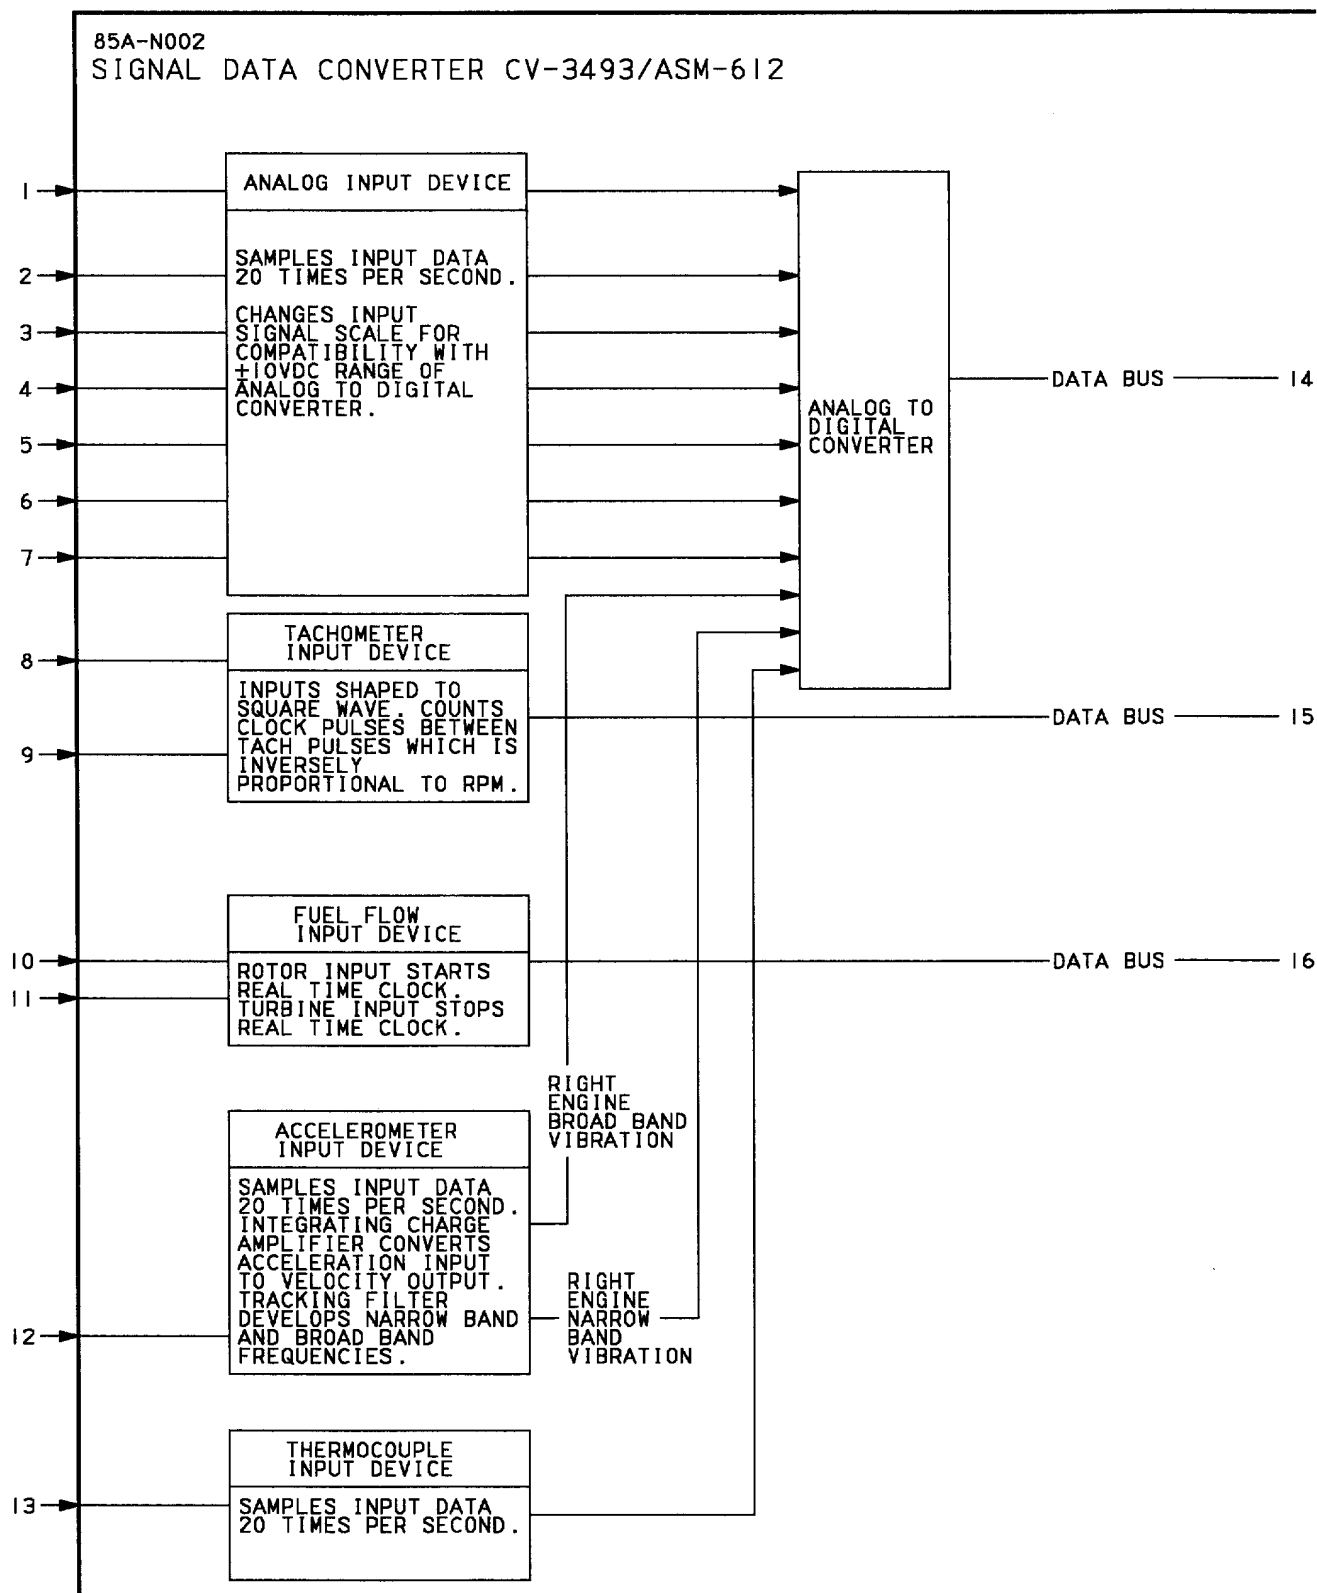 85A-N002
SIGNAL DATA CONVERTER CV-3493/ASM-612
1
2
3
4
5
6
7
8
9
10
11
12
13
ANALOG INPUT DEVICE
SAMPLES INPUT DATA
20 TIMES PER SECOND.
CHANGES INPUT
SIGNAL SCALE FOR
COMPATIBILITY WITH
±10VDC RANGE OF
ANALOG TO DIGITAL
CONVERTER.
TACHOMETER
INPUT DEVICE
INPUTS SHAPED TO
SQUARE WAVE. COUNTS
CLOCK PULSES BETWEEN
TACH PULSES WHICH IS
INVERSELY
PROPORTIONAL TO RPM.
FUEL FLOW
INPUT DEVICE
ROTOR INPUT STARTS
REAL TIME CLOCK.
TURBINE INPUT STOPS
REAL TIME CLOCK.
ACCELEROMETER
INPUT DEVICE
SAMPLES INPUT DATA
20 TIMES PER SECOND.
INTEGRATING CHARGE
AMPLIFIER CONVERTS
ACCELERATION INPUT
TO VELOCITY OUTPUT.
TRACKING FILTER
DEVELOPS NARROW BAND
AND BROAD BAND
FREQUENCIES.
THERMOCOUPLE
INPUT DEVICE
SAMPLES INPUT DATA
20 TIMES PER SECOND.
RIGHT
ENGINE
BROAD BAND
VIBRATION
RIGHT
ENGINE
NARROW
BAND
VIBRATION
ANALOG TO
DIGITAL
CONVERTER
DATA BUS 14
DATA BUS 15
DATA BUS 16